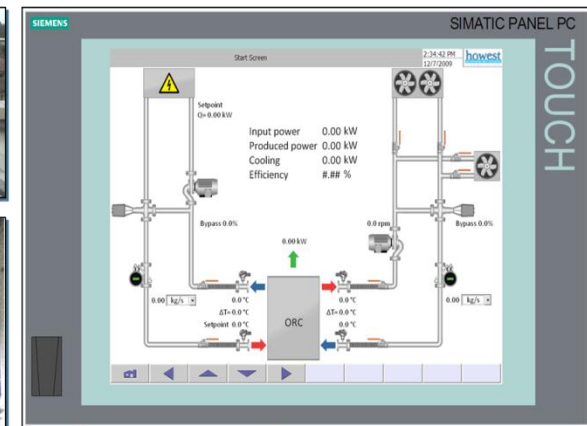 SIEMENS
SIMATIC PANEL PC
TOUCH
Start Screen
2:34:42 PM
12/7/2009
howest
Setpoint
Q= 0.00 kW
Input power 0.00 kW
Produced power 0.00 kW
Cooling 0.00 kW
Efficiency #.## %
Bypass 0.0%
0.0 rpm
Bypass 0.0%
0.00 kW
0.00 kg/s
0.0 °C
ΔT= 0.0 °C
Setpoint 0.0 °C
ORC
0.0 °C
ΔT= 0.0 °C
0.0 °C
0.00 kg/s